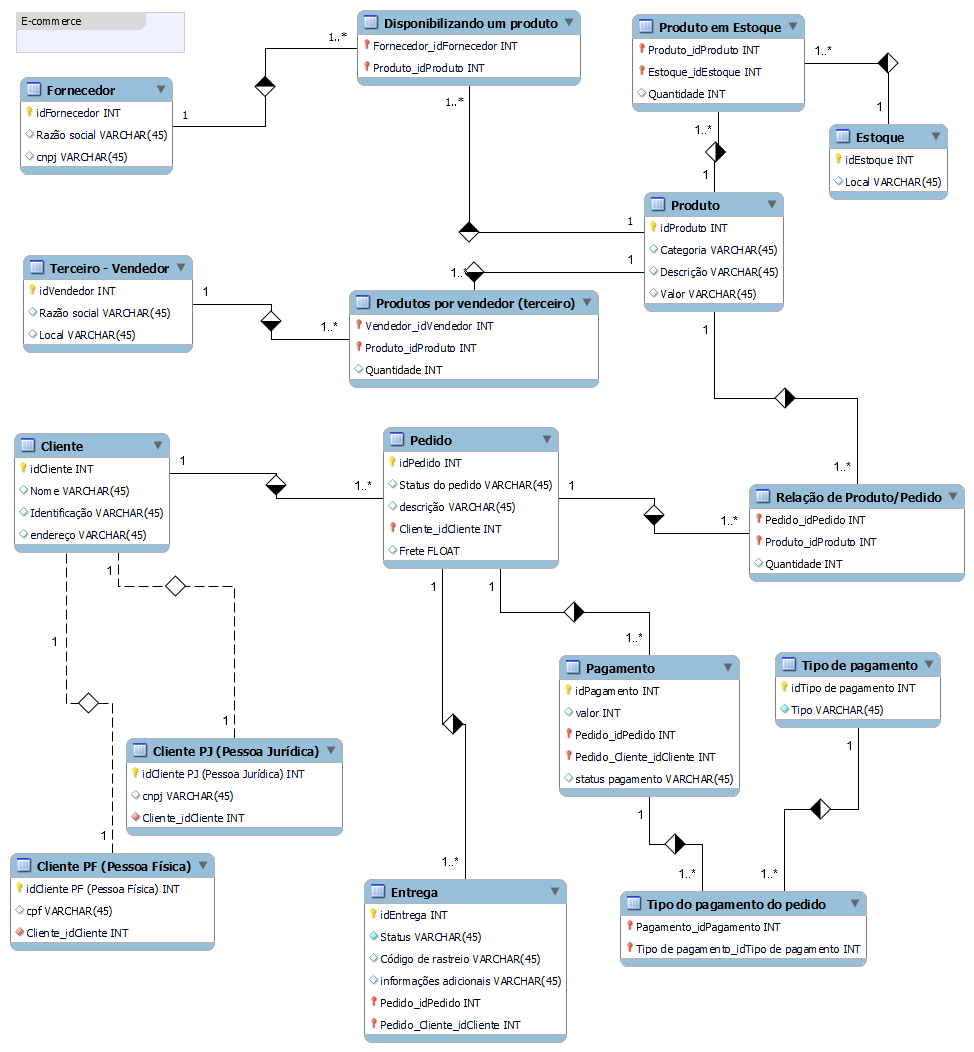 E-commerce
Disponibilizando um produto
Fornecedor_idFornecedor INT
Produto_idProduto INT
1..*
1..*
Produto em Estoque
Produto_idProduto INT
Estoque_idEstoque INT
Quantidade INT
1..*
1..*
1
1
Fornecedor
idFornecedor INT
Razão social VARCHAR(45)
cnpj VARCHAR(45)
1
Estoque
idEstoque INT
Local VARCHAR(45)
Produto
idProduto INT
Categoria VARCHAR(45)
Descrição VARCHAR(45)
Valor VARCHAR(45)
1
1
1
Terceiro - Vendedor
idVendedor INT
Razão social VARCHAR(45)
Local VARCHAR(45)
1
1..*
1..*
Produtos por vendedor (terceiro)
Vendedor_idVendedor INT
Produto_idProduto INT
Quantidade INT
Cliente
idCliente INT
Nome VARCHAR(45)
Identificação VARCHAR(45)
endereço VARCHAR(45)
1
1..*
1
1
Pedido
idPedido INT
Status do pedido VARCHAR(45)
descrição VARCHAR(45)
Cliente_idCliente INT
Frete FLOAT
1
1..*
1..*
1
1
Relação de Produto/Pedido
Pedido_idPedido INT
Produto_idProduto INT
Quantidade INT
1..*
Pagamento
idPagamento INT
valor INT
Pedido_idPedido INT
Pedido_Cliente_idCliente INT
status pagamento VARCHAR(45)
1
1..*
Tipo de pagamento
idTipo de pagamento INT
Tipo VARCHAR(45)
1
1..*
1
Cliente PJ (Pessoa Jurídica)
idCliente PJ (Pessoa Jurídica) INT
cnpj VARCHAR(45)
Cliente_idCliente INT
1
Cliente PF (Pessoa Física)
idCliente PF (Pessoa Física) INT
cpf VARCHAR(45)
Cliente_idCliente INT
1..*
Entrega
idEntrega INT
Status VARCHAR(45)
Código de rastreio VARCHAR(45)
informações adicionais VARCHAR(45)
Pedido_idPedido INT
Pedido_Cliente_idCliente INT
Tipo do pagamento do pedido
Pagamento_idPagamento INT
Tipo de pagamento_idTipo de pagamento INT